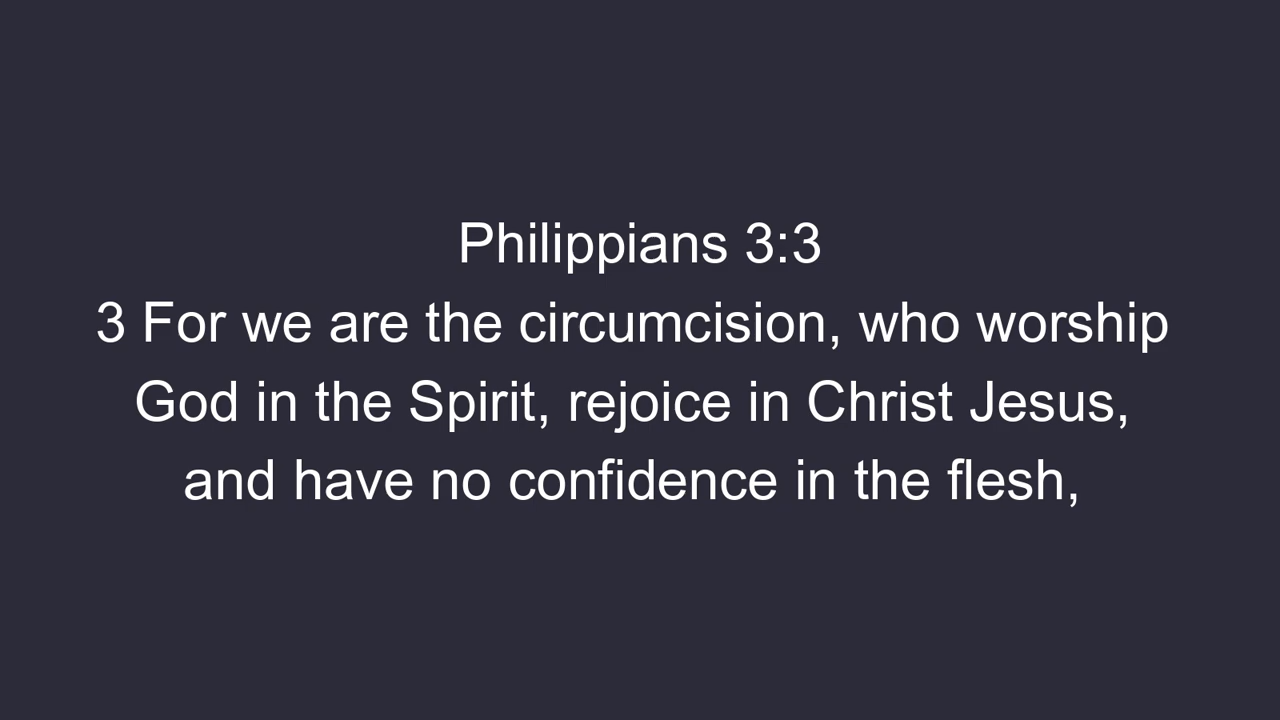 Philippians 3:3
3 For we are the circumcision, who worship
God in the Spirit, rejoice in Christ Jesus,
and have no confidence in the flesh,